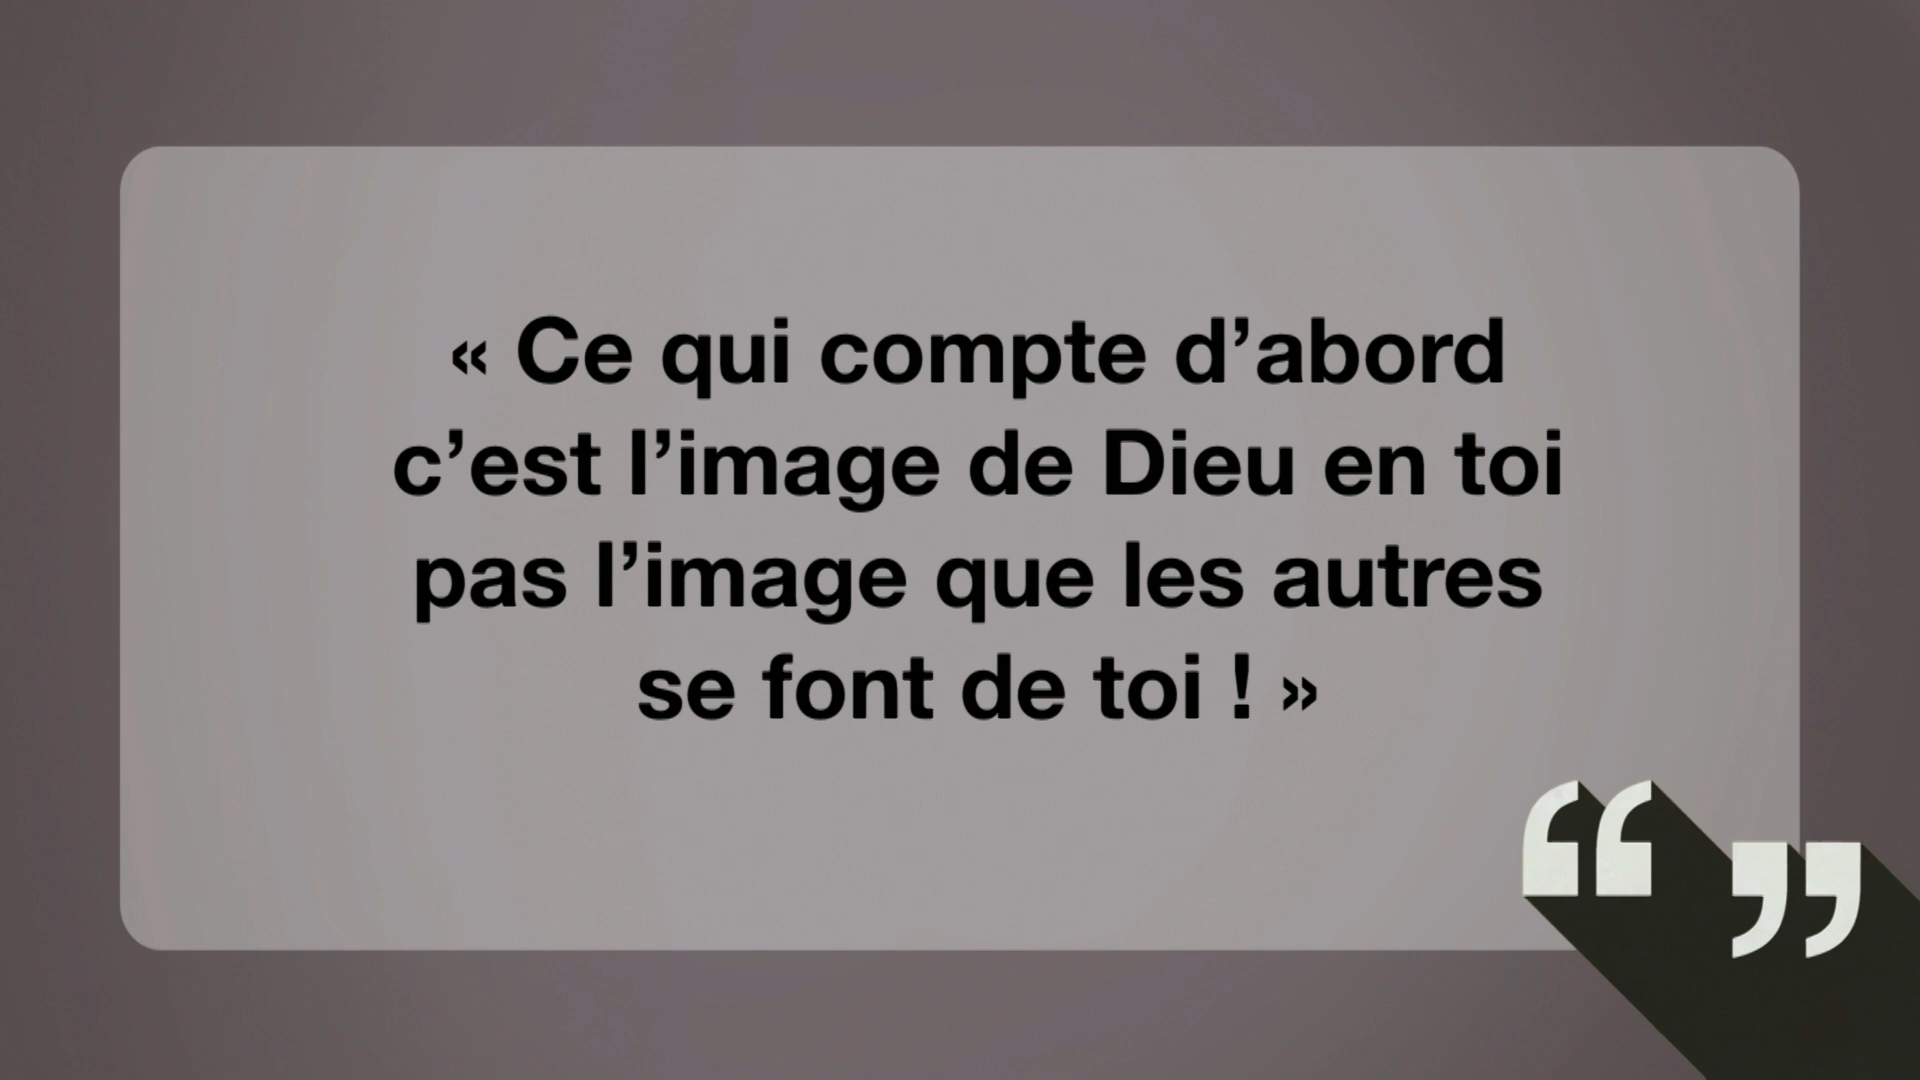 « Ce qui compte d’abord
c’est l’image de Dieu en toi
pas l’image que les autres
se font de toi ! »